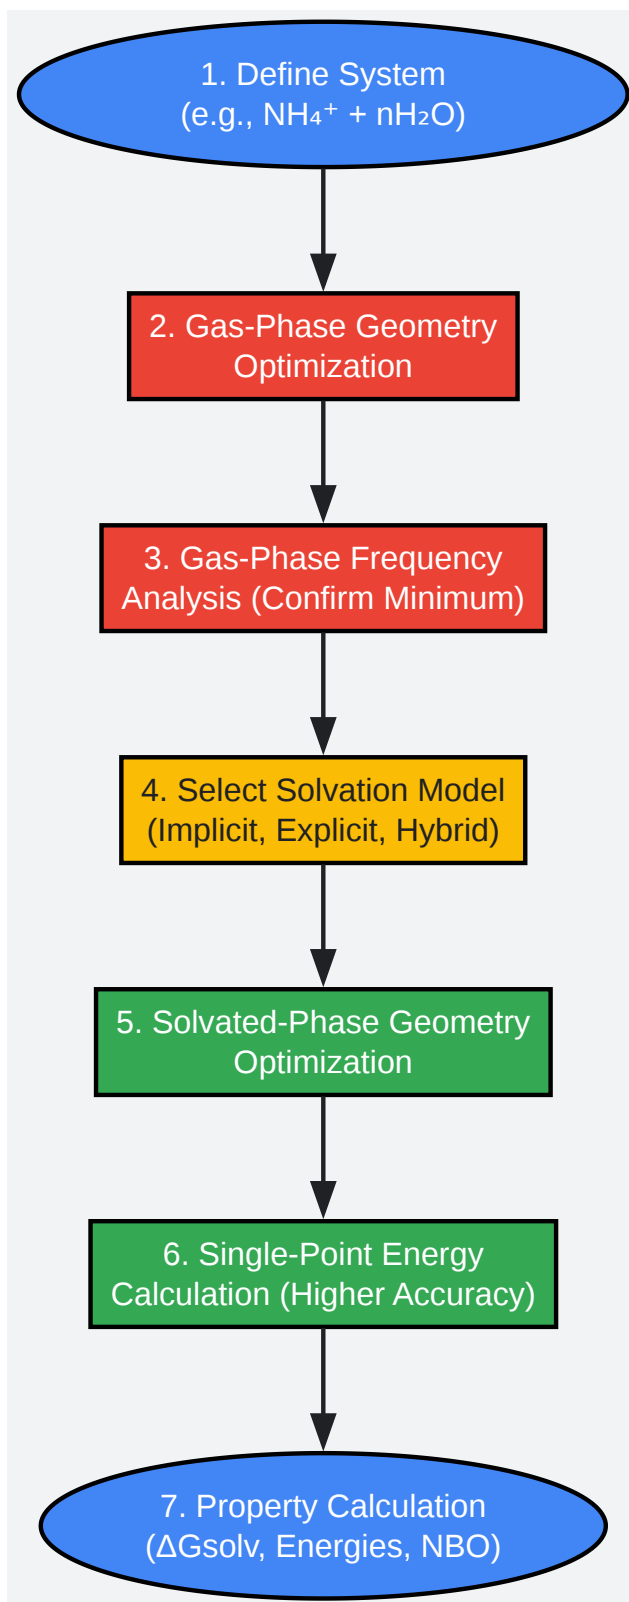 1. Define System
(e.g., NH₄⁺ + nH₂O)
2. Gas-Phase Geometry
Optimization
3. Gas-Phase Frequency
Analysis (Confirm Minimum)
4. Select Solvation Model
(Implicit, Explicit, Hybrid)
5. Solvated-Phase Geometry
Optimization
6. Single-Point Energy
Calculation (Higher Accuracy)
7. Property Calculation
(ΔGsolv, Energies, NBO)